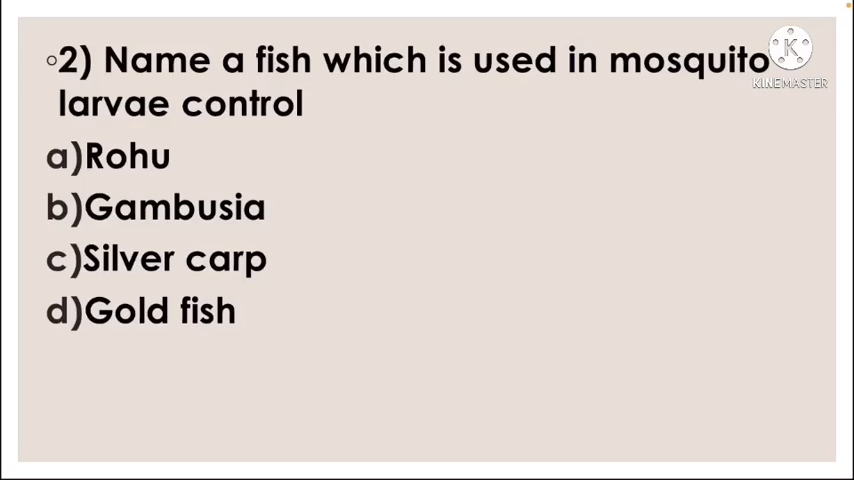 ◦2) Name a fish which is used in mosquito
larvae control
a)Rohu
b)Gambusia
c)Silver carp
d)Gold fish
K
KINEMASTER